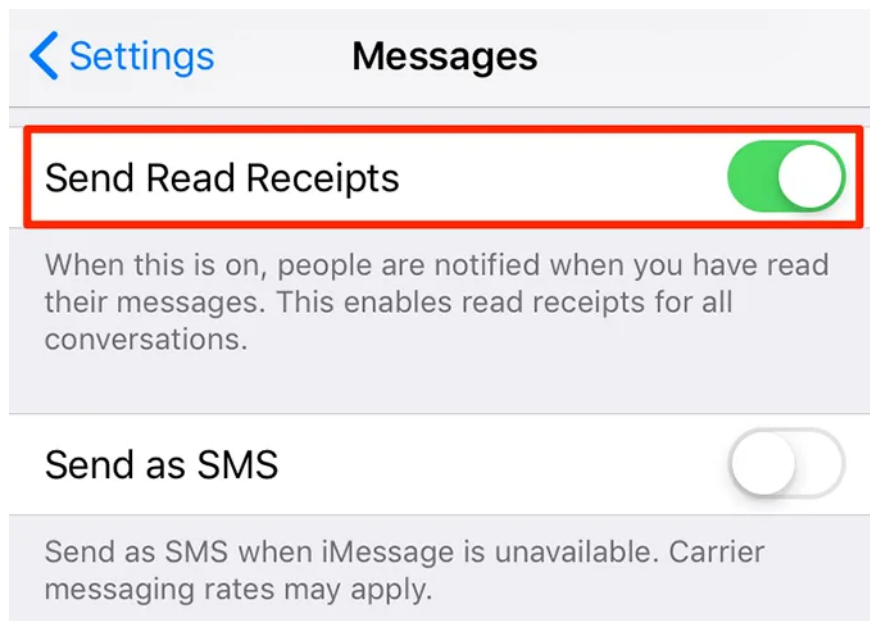 Settings
Messages
Send Read Receipts
When this is on, people are notified when you have read
their messages. This enables read receipts for all
conversations.
Send as SMS
Send as SMS when iMessage is unavailable. Carrier
messaging rates may apply.